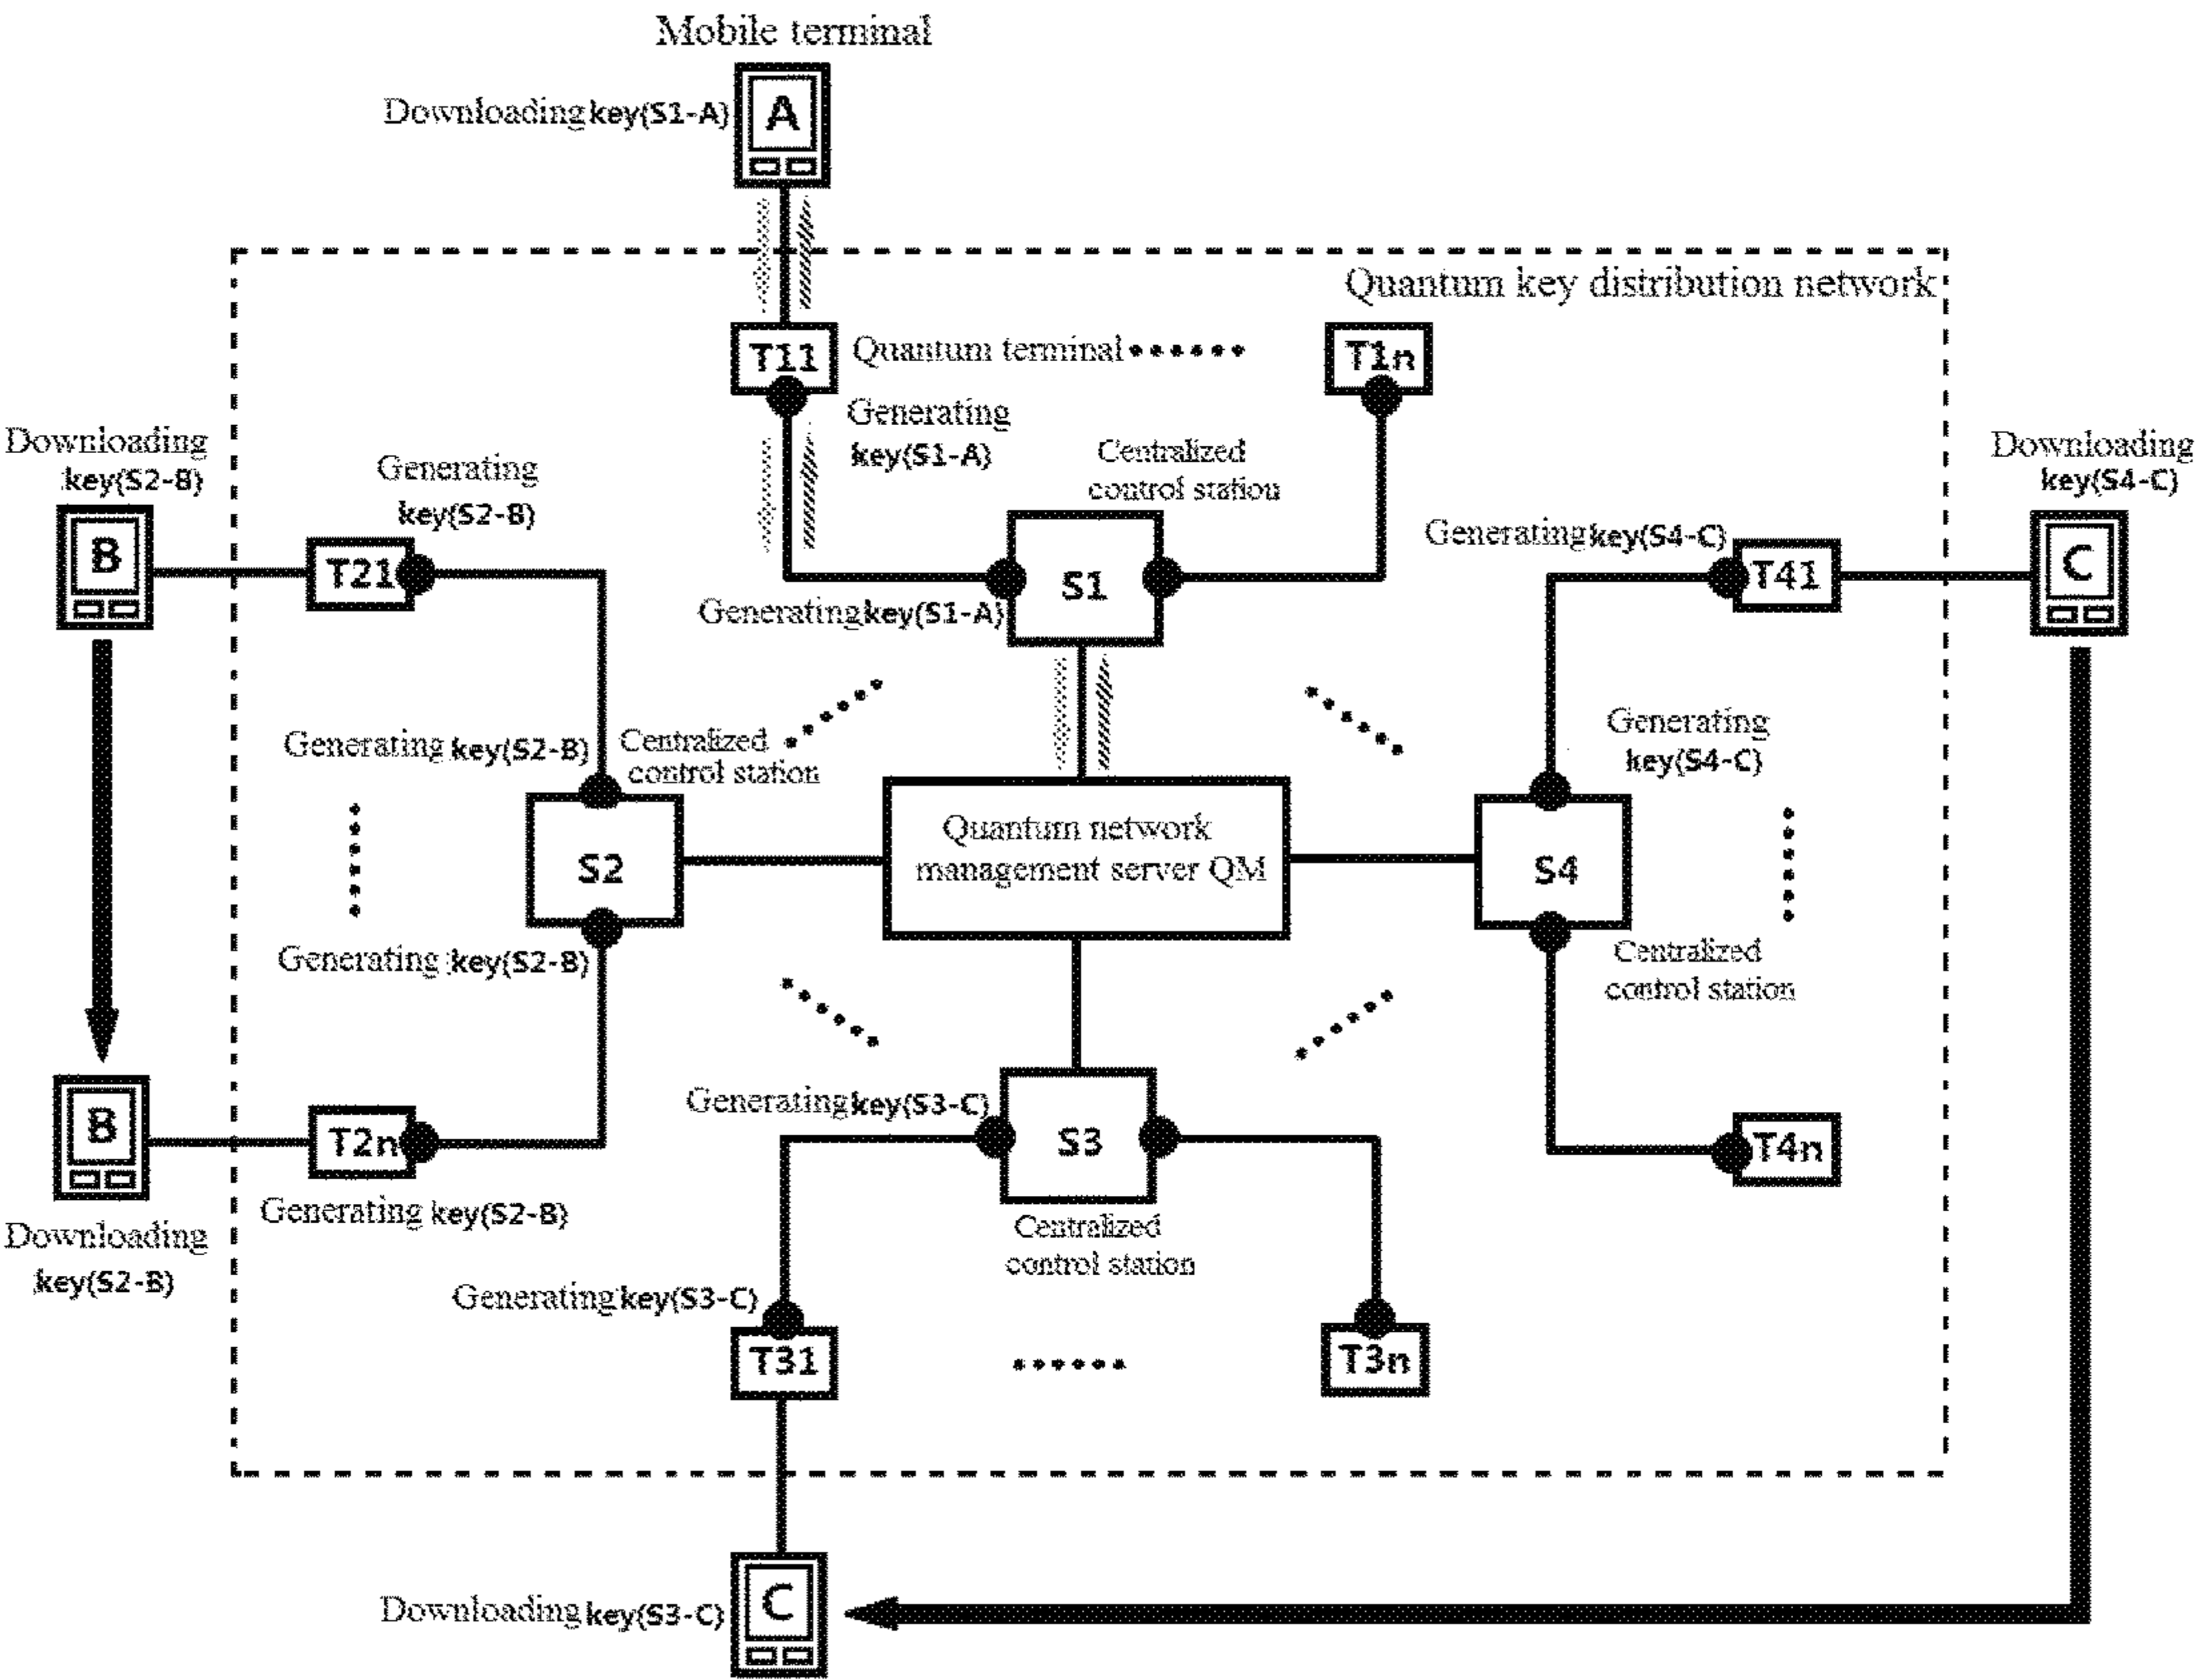 Mobile terminal
Downloading key(S1-A)
A
Quantum key distribution network
T11
Quantum terminal
T1n
Generating
key(S1-A)
Downloading
key(S2-B)
Generating
key(S2-B)
Centralized
control station
Downloading
key(S4-C)
Generating key(S4-C)
B
T21
S1
T41
C
Generating key(S1-A)
Generating key(S2-B)
Centralized
control station
Generating
key(S4-C)
S2
Quantum network
management server QM
S4
Generating key(S2-B)
Centralized
control station
Generating key(S3-C)
B
T2n
S3
T4n
Generating key(S2-B)
Downloading
key(S2-B)
Centralized
control station
Generating key(S3-C)
T31
T3n
Downloading key(S3-C)
C